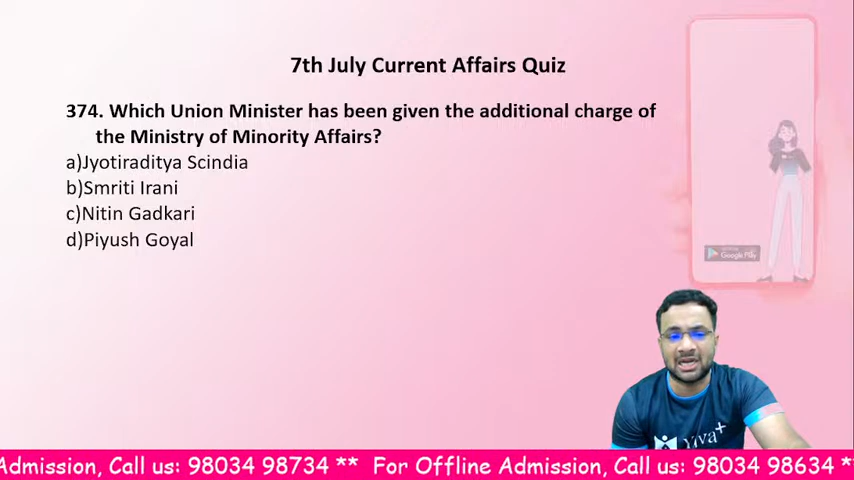 7th July Current Affairs Quiz
374. Which Union Minister has been given the additional charge of
the Ministry of Minority Affairs?
a)Jyotiraditya Scindia
b)Smriti Irani
c)Nitin Gadkari
d)Piyush Goyal
Google Play
Admission, Call us: 98034 98734 ** For Offline Admission, Call us: 98034 98634 *